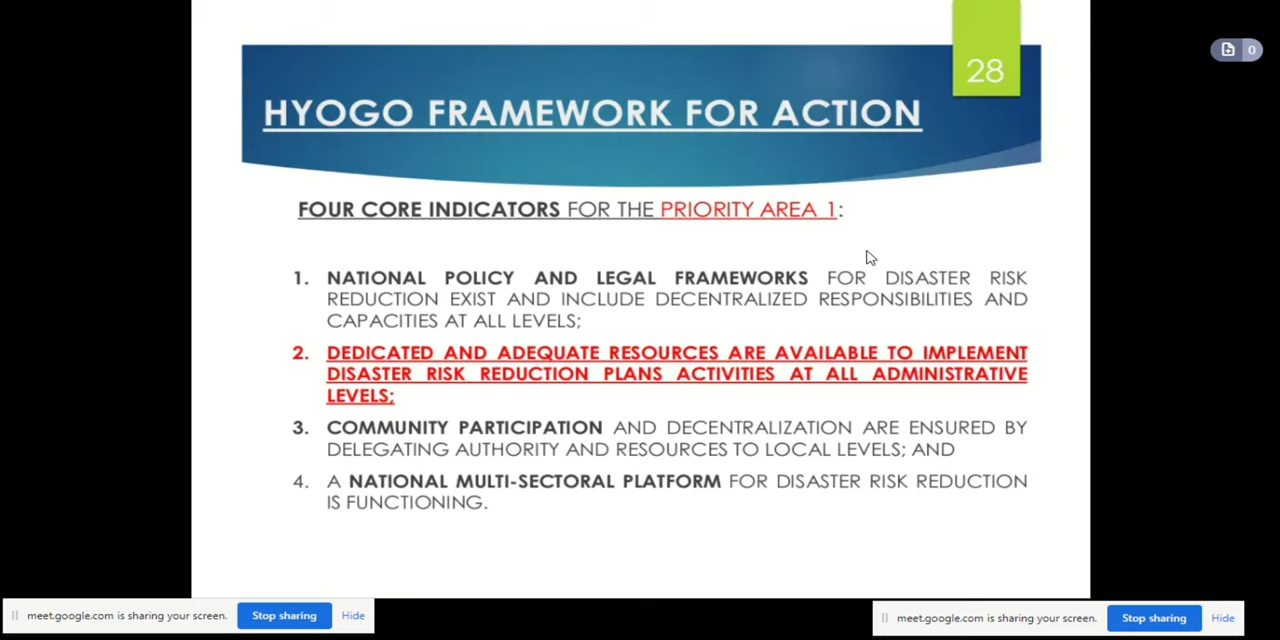 28
0
HYOGO FRAMEWORK FOR ACTION
FOUR CORE INDICATORS FOR THE PRIORITY AREA 1:
1. NATIONAL POLICY AND LEGAL FRAMEWORKS FOR DISASTER RISK
REDUCTION EXIST AND INCLUDE DECENTRALIZED RESPONSIBILITIES AND
CAPACITIES AT ALL LEVELS;
2. DEDICATED AND ADEQUATE RESOURCES ARE AVAILABLE TO IMPLEMENT
DISASTER RISK REDUCTION PLANS ACTIVITIES AT ALL ADMINISTRATIVE
LEVELS;
3. COMMUNITY PARTICIPATION AND DECENTRALIZATION ARE ENSURED BY
DELEGATING AUTHORITY AND RESOURCES TO LOCAL LEVELS; AND
4. A NATIONAL MULTI-SECTORAL PLATFORM FOR DISASTER RISK REDUCTION
IS FUNCTIONING.
meet.google.com is sharing your screen. Stop sharing Hide
meet.google.com is sharing your screen. Stop sharing Hide